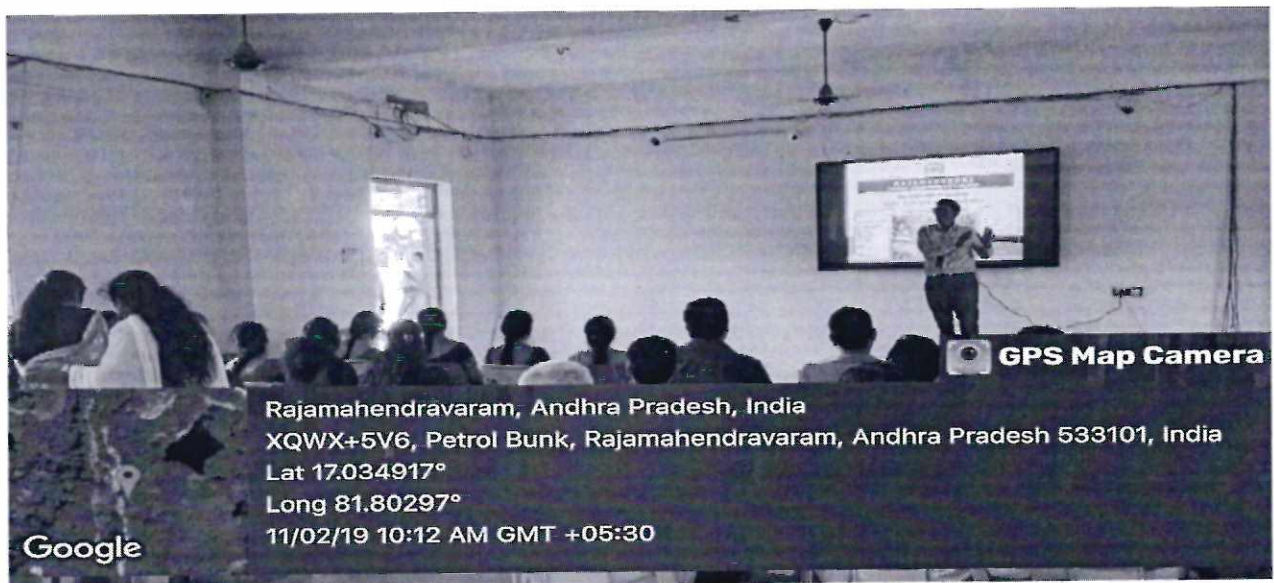 GPS Map Camera
Rajamahendravaram, Andhra Pradesh, India
XQWX+5V6, Petrol Bunk, Rajamahendravaram, Andhra Pradesh 533101, India
Lat 17.034917°
Long 81.80297°
11/02/19 10:12 AM GMT +05:30
Google